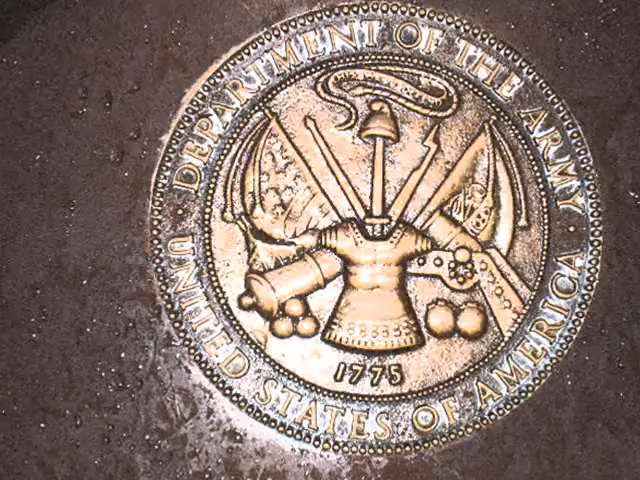 DEPARTMENT OF THE ARMY
UNITED STATES OF AMERICA
1775